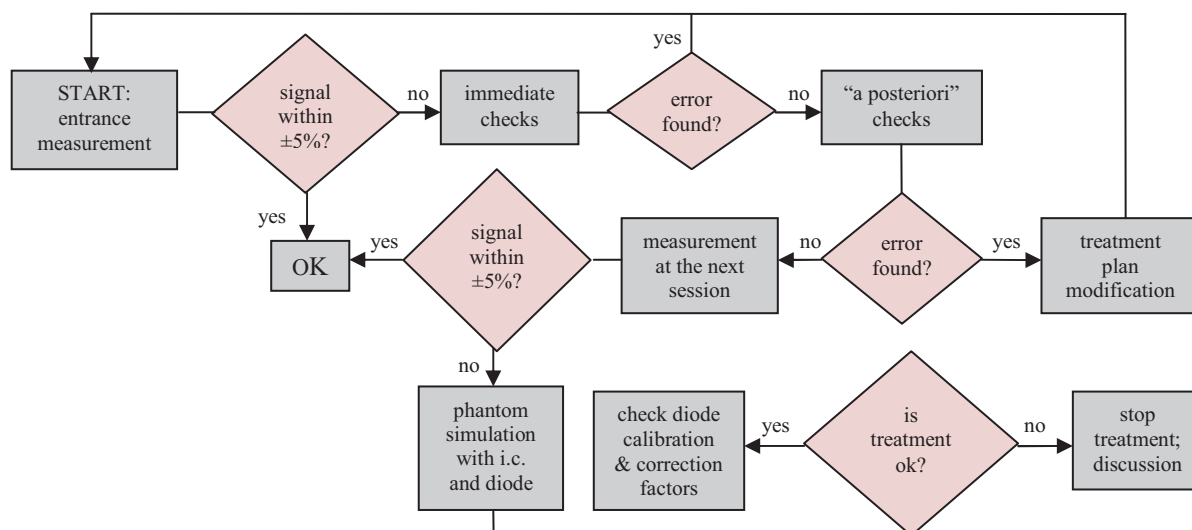 START:
entrance
measurement
signal
within
±5%?
no
immediate
checks
yes
error
found?
no
“a posteriori”
checks
yes
OK
yes
signal
within
±5%?
measurement
at the next
session
no
error
found?
yes
treatment
plan
modification
no
phantom
simulation
with i.c.
and diode
check diode
calibration
& correction
factors
yes
is
treatment
ok?
no
stop
treatment;
discussion